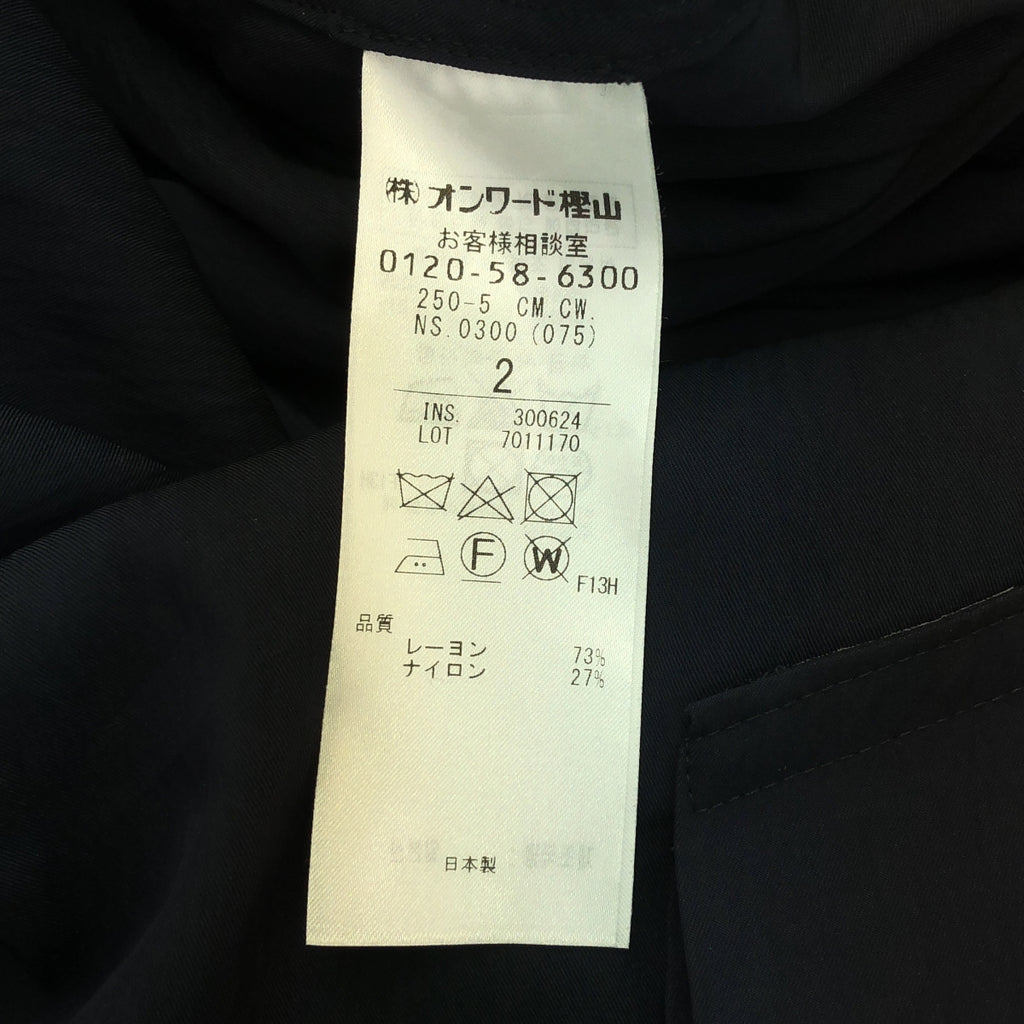 ㈱オンワード樫山
お客様相談室
0120-58-6300
250-5 CM.CW.
NS.0300 (075)
2
INS. 300624
LOT 7011170
F W F13H
品質
レーヨン 73%
ナイロン 27%
日本製